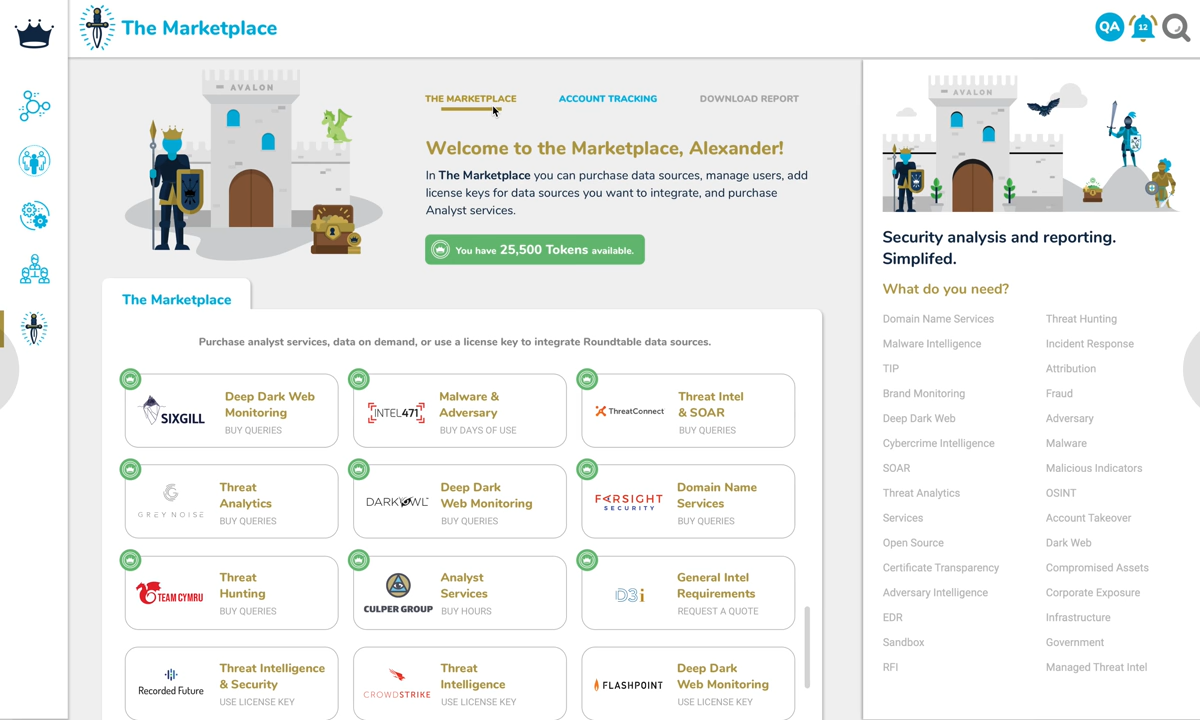 The Marketplace
QA
12
AVALON
THE MARKETPLACE
ACCOUNT TRACKING
DOWNLOAD REPORT
Welcome to the Marketplace, Alexander!
In The Marketplace you can purchase data sources, manage users, add
license keys for data sources you want to integrate, and purchase
Analyst services.
You have 25,500 Tokens available.
The Marketplace
Purchase analyst services, data on demand, or use a license key to integrate Roundtable data sources.
SIXGILL
Deep Dark Web
Monitoring
BUY QUERIES
INTEL471
Malware &
Adversary
BUY DAYS OF USE
ThreatConnect
Threat Intel
& SOAR
BUY QUERIES
GREYNOISE
Threat
Analytics
BUY QUERIES
DARKOWL
Deep Dark
Web Monitoring
BUY QUERIES
FARSIGHT
SECURITY
Domain Name
Services
BUY QUERIES
TEAM CYMRU
Threat
Hunting
BUY QUERIES
CULPER GROUP
Analyst
Services
BUY HOURS
D3i
General Intel
Requirements
REQUEST A QUOTE
Recorded Future
Threat Intelligence
& Security
USE LICENSE KEY
CROWDSTRIKE
Threat
Intelligence
USE LICENSE KEY
FLASHPOINT
Deep Dark
Web Monitoring
USE LICENSE KEY
AVALON
Security analysis and reporting.
Simplifed.
What do you need?
Domain Name Services
Malware Intelligence
TIP
Brand Monitoring
Deep Dark Web
Cybercrime Intelligence
SOAR
Threat Analytics
Services
Open Source
Certificate Transparency
Adversary Intelligence
EDR
Sandbox
RFI
Threat Hunting
Incident Response
Attribution
Fraud
Adversary
Malware
Malicious Indicators
OSINT
Account Takeover
Dark Web
Compromised Assets
Corporate Exposure
Infrastructure
Government
Managed Threat Intel